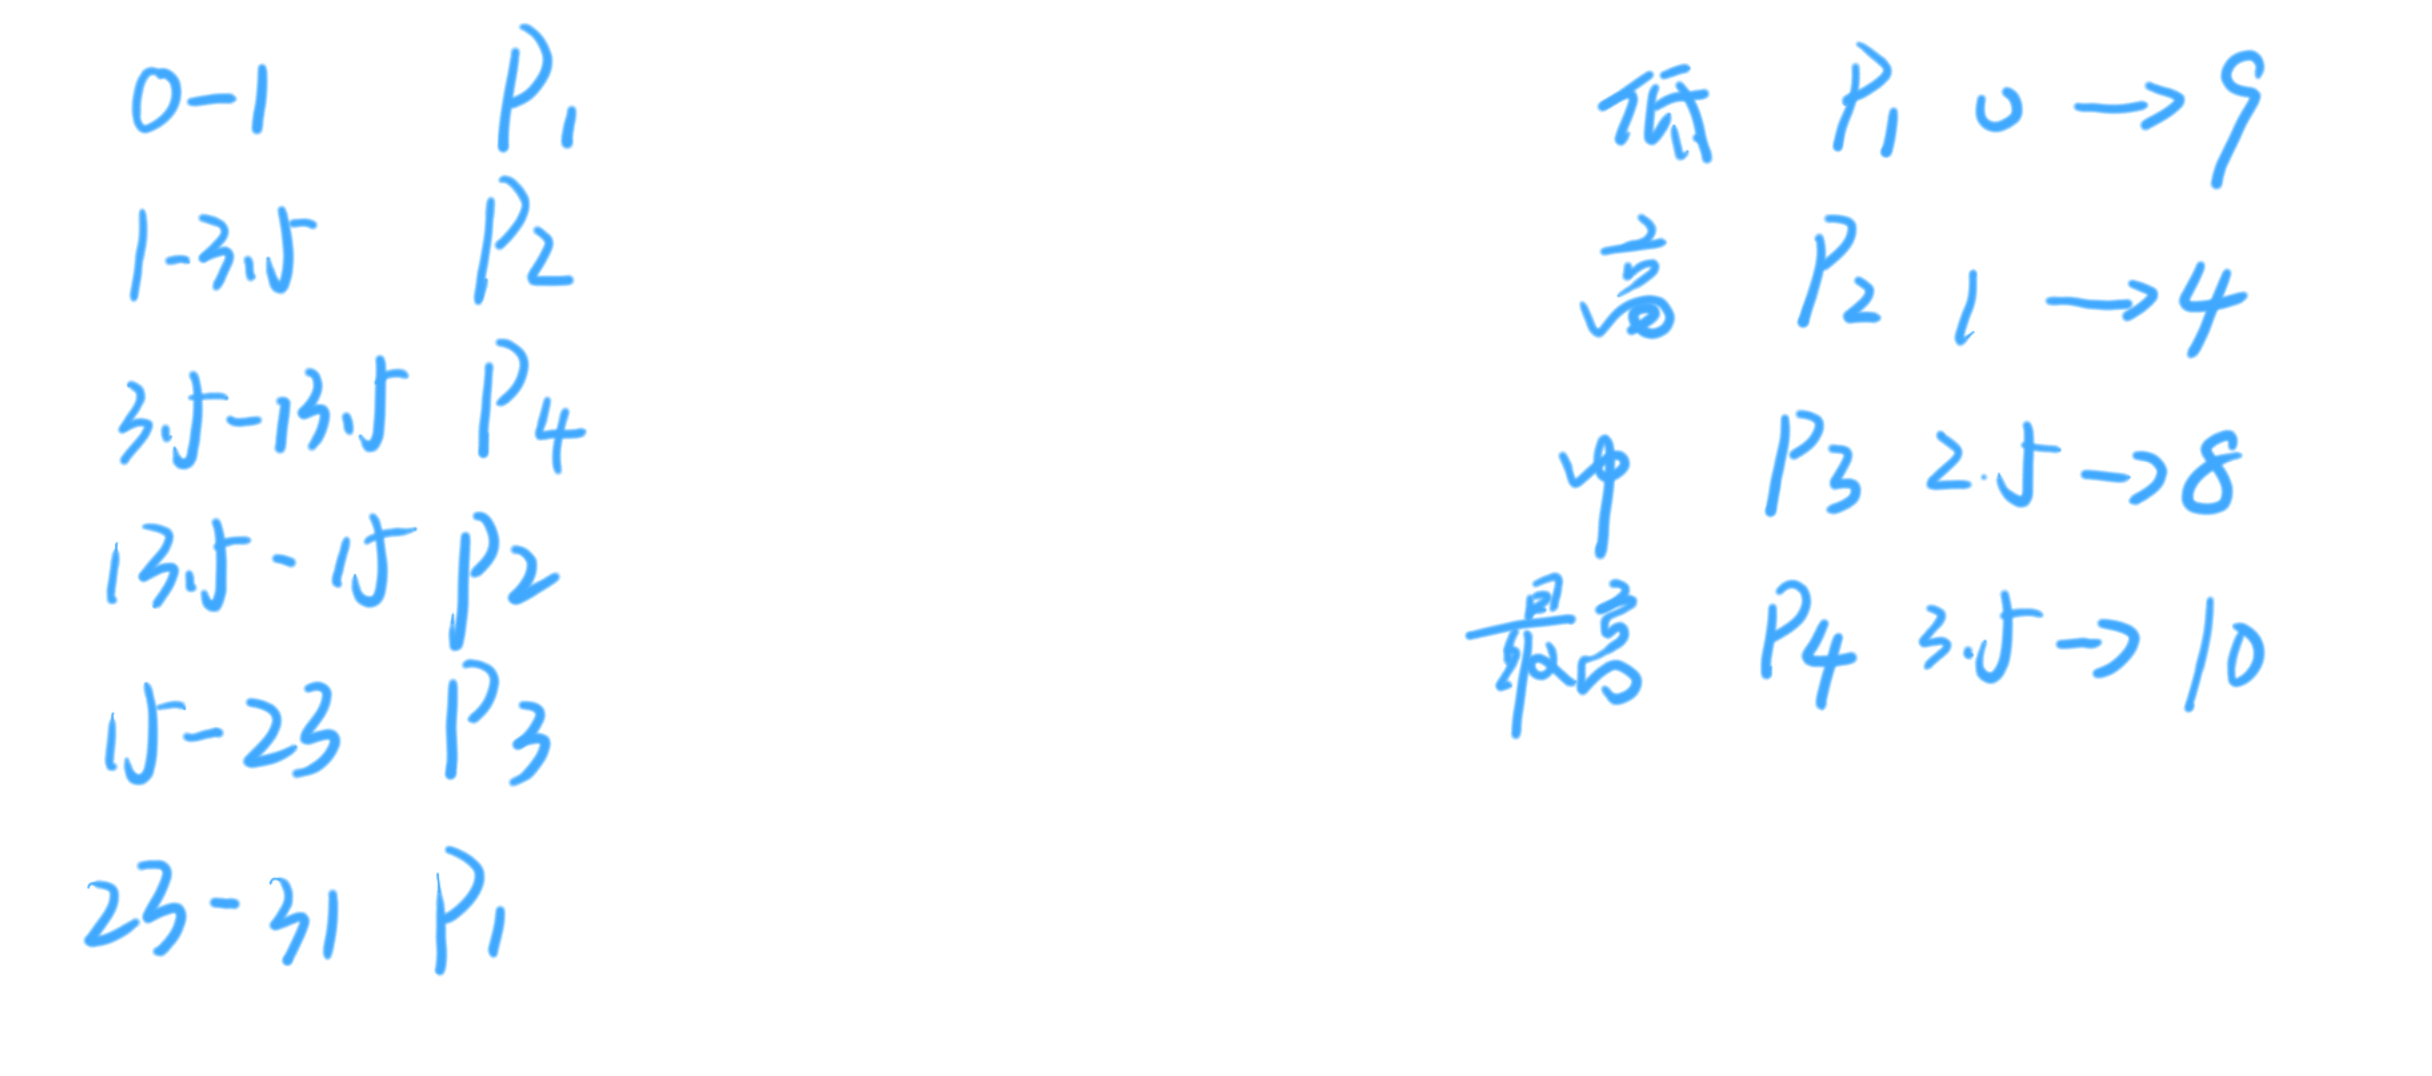 0-1 P1
1-3.5 P2
3.5-13.5 P4
13.5-15 P2
15-23 P3
23-31 P1
低 P1 0→9
高 P2 1→4
中 P3 2.5→8
最高 P4 3.5→10